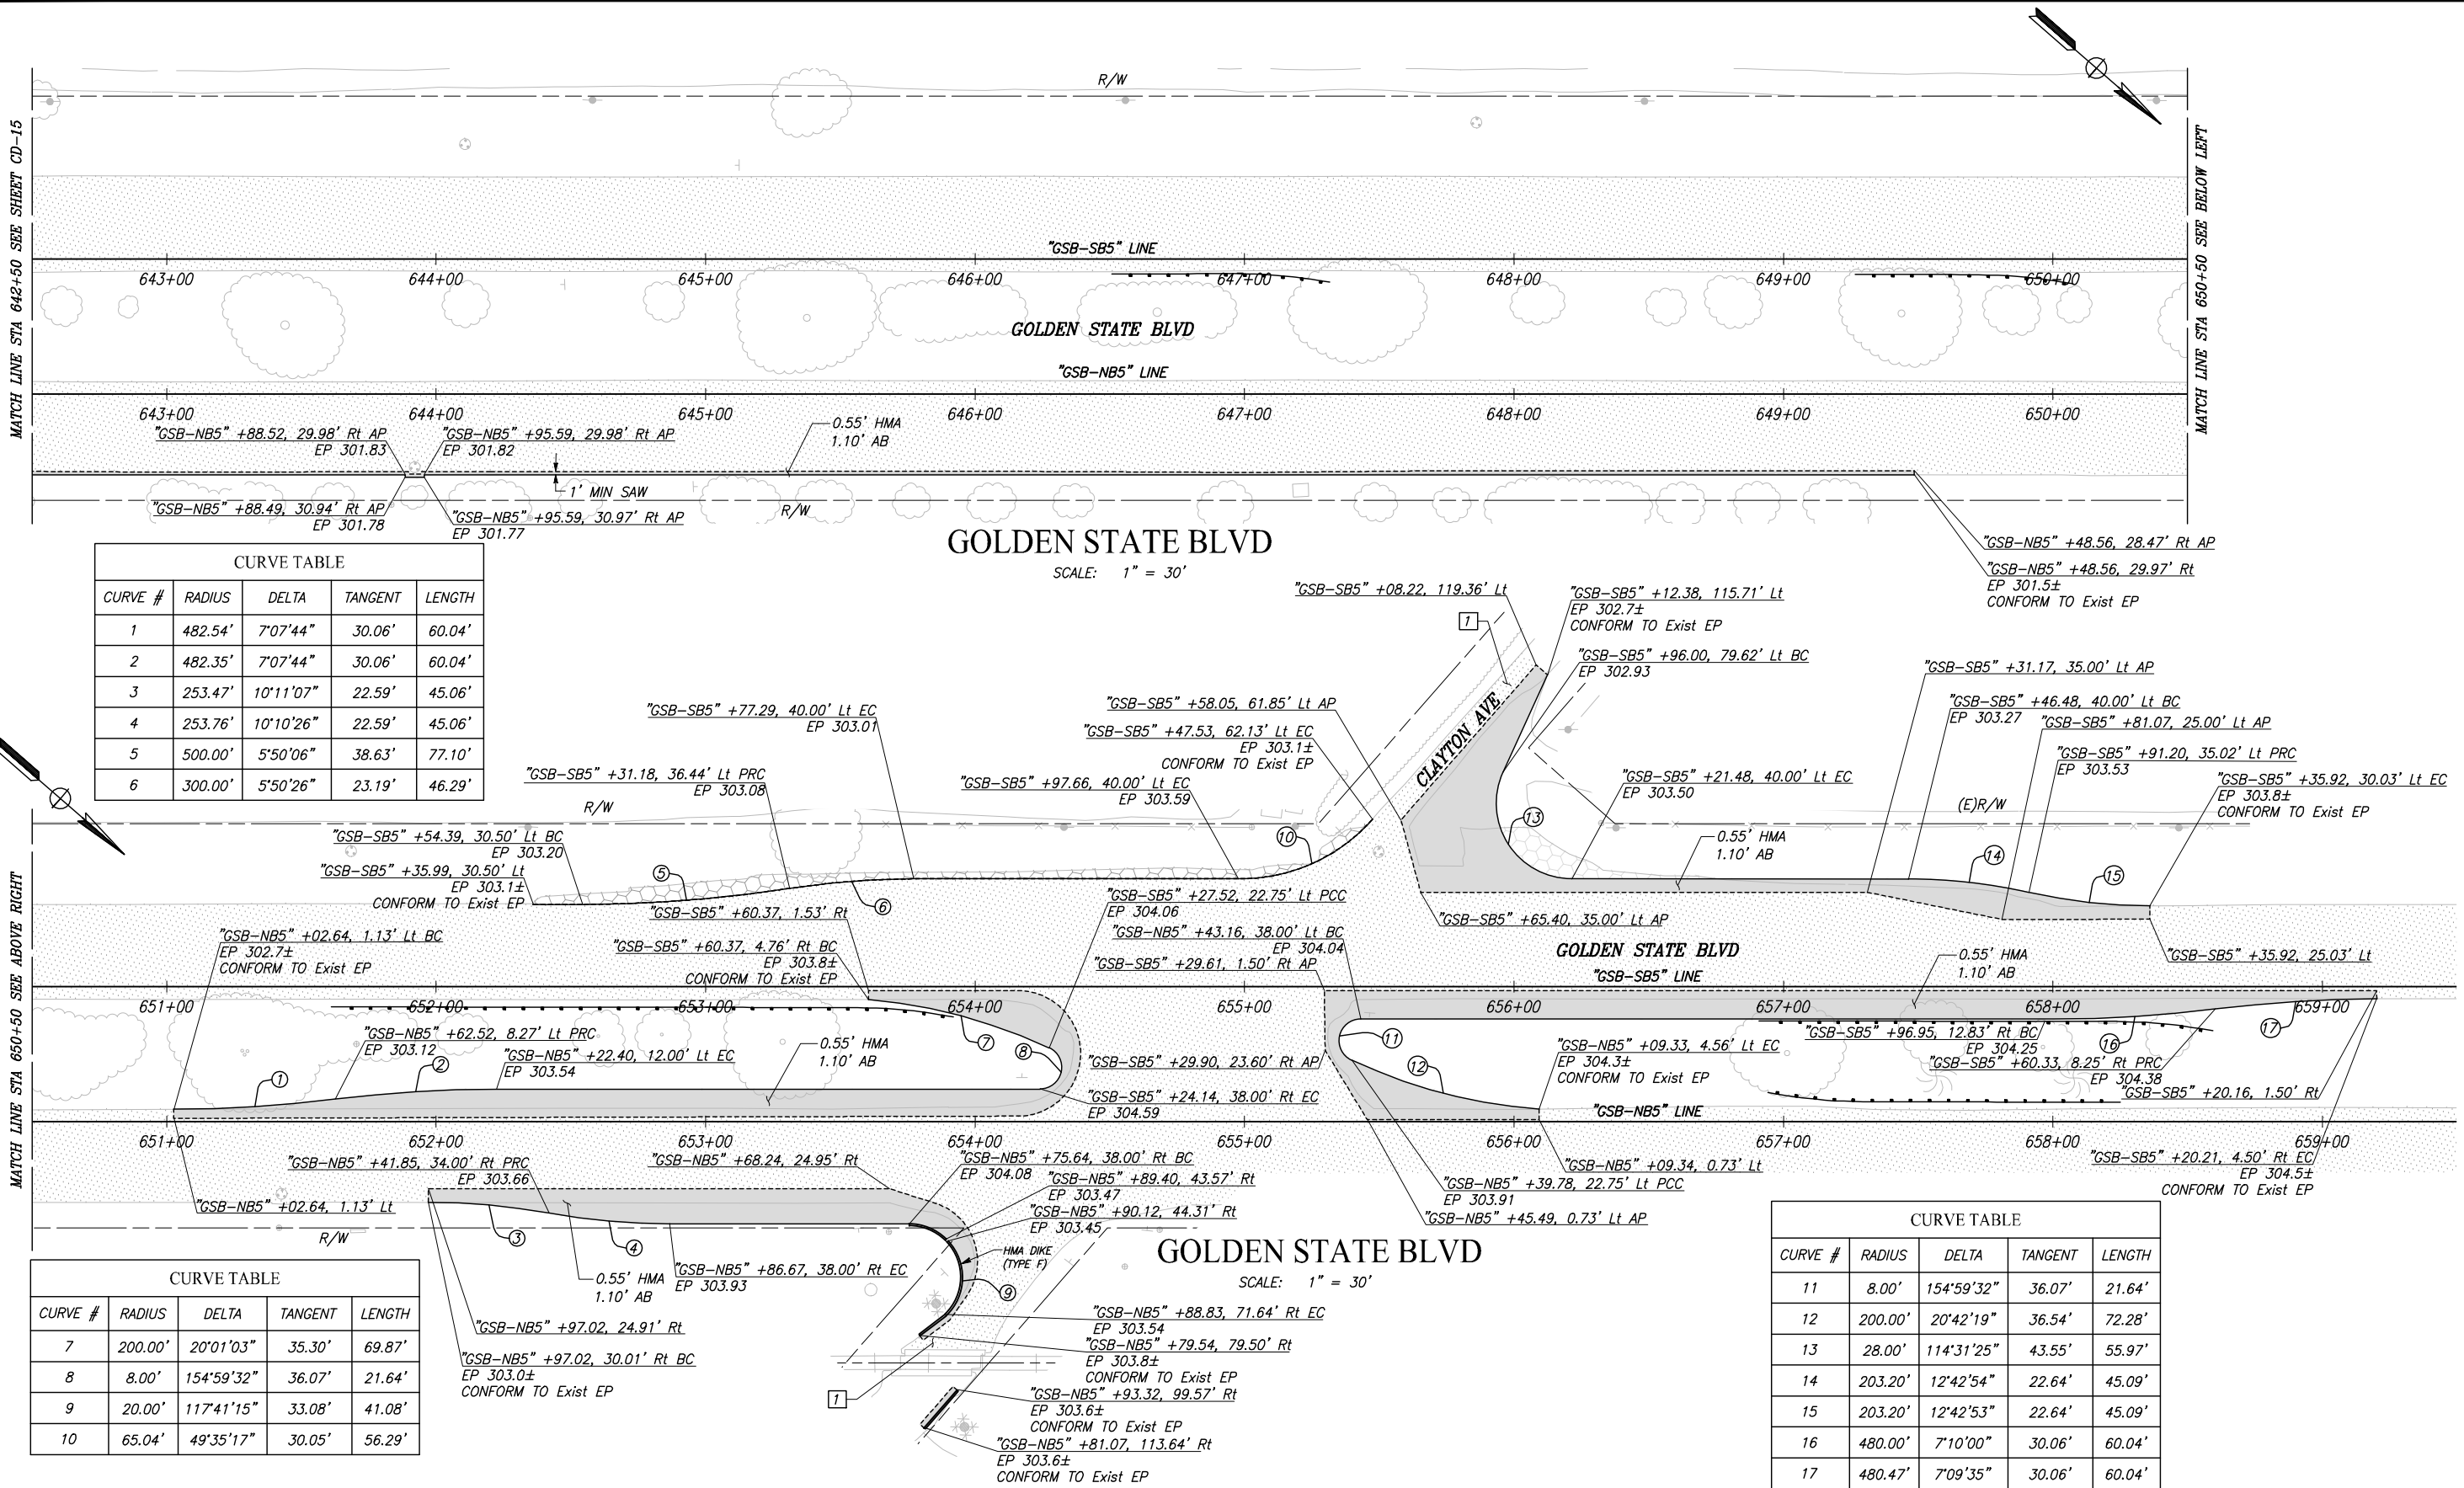 R/W
MATCH LINE STA 642+50 SEE SHEET CD-15
MATCH LINE STA 650+50 SEE BELOW LEFT
"GSB-SB5" LINE
643+00 644+00 645+00 646+00 647+00 648+00 649+00 650+00
GOLDEN STATE BLVD
"GSB-NB5" LINE
643+00 644+00 645+00 646+00 647+00 648+00 649+00 650+00
"GSB-NB5" +88.52, 29.98' Rt AP
EP 301.83
"GSB-NB5" +95.59, 29.98' Rt AP
EP 301.82
0.55' HMA
1.10' AB
1' MIN SAW
"GSB-NB5" +88.49, 30.94' Rt AP
EP 301.78
"GSB-NB5" +95.59, 30.97' Rt AP
EP 301.77
R/W
"GSB-NB5" +48.56, 28.47' Rt AP
"GSB-NB5" +48.56, 29.97' Rt
EP 301.5±
CONFORM TO Exist EP
GOLDEN STATE BLVD
SCALE: 1" = 30'
CURVE TABLE
CURVE # RADIUS DELTA TANGENT LENGTH
1 482.54' 7°07'44" 30.06' 60.04'
2 482.35' 7°07'44" 30.06' 60.04'
3 253.47' 10°11'07" 22.59' 45.06'
4 253.76' 10°10'26" 22.59' 45.06'
5 500.00' 5°50'06" 38.63' 77.10'
6 300.00' 5°50'26" 23.19' 46.29'
"GSB-SB5" +08.22, 119.36' Lt
1
"GSB-SB5" +12.38, 115.71' Lt
EP 302.7±
CONFORM TO Exist EP
"GSB-SB5" +96.00, 79.62' Lt BC
EP 302.93
"GSB-SB5" +31.17, 35.00' Lt AP
"GSB-SB5" +46.48, 40.00' Lt BC
EP 303.27
"GSB-SB5" +81.07, 25.00' Lt AP
"GSB-SB5" +91.20, 35.02' Lt PRC
EP 303.53
"GSB-SB5" +35.92, 30.03' Lt EC
EP 303.8±
CONFORM TO Exist EP
"GSB-SB5" +77.29, 40.00' Lt EC
EP 303.01
"GSB-SB5" +58.05, 61.85' Lt AP
"GSB-SB5" +47.53, 62.13' Lt EC
EP 303.1±
CONFORM TO Exist EP
CLAYTON AVE
"GSB-SB5" +31.18, 36.44' Lt PRC
EP 303.08
"GSB-SB5" +97.66, 40.00' Lt EC
EP 303.59
"GSB-SB5" +21.48, 40.00' Lt EC
EP 303.50
R/W
(E)R/W
"GSB-SB5" +54.39, 30.50' Lt BC
EP 303.20
"GSB-SB5" +35.99, 30.50' Lt
EP 303.1±
CONFORM TO Exist EP
5
6
10
13
0.55' HMA
1.10' AB
14
15
MATCH LINE STA 650+50 SEE ABOVE RIGHT
"GSB-NB5" +02.64, 1.13' Lt BC
EP 302.7±
CONFORM TO Exist EP
"GSB-SB5" +60.37, 1.53' Rt
"GSB-SB5" +60.37, 4.76' Rt BC
EP 303.8±
CONFORM TO Exist EP
"GSB-SB5" +27.52, 22.75' Lt PCC
EP 304.06
"GSB-NB5" +43.16, 38.00' Lt BC
EP 304.04
"GSB-SB5" +29.61, 1.50' Rt AP
"GSB-SB5" +65.40, 35.00' Lt AP
GOLDEN STATE BLVD
"GSB-SB5" LINE
0.55' HMA
1.10' AB
"GSB-SB5" +35.92, 25.03' Lt
651+00 652+00 653+00 654+00 655+00 656+00 657+00 658+00 659+00
"GSB-NB5" +62.52, 8.27' Lt PRC
EP 303.12
"GSB-NB5" +22.40, 12.00' Lt EC
EP 303.54
1
2
0.55' HMA
1.10' AB
7
8
"GSB-SB5" +29.90, 23.60' Rt AP
"GSB-SB5" +24.14, 38.00' Rt EC
EP 304.59
11
12
"GSB-NB5" +09.33, 4.56' Lt EC
EP 304.3±
CONFORM TO Exist EP
"GSB-SB5" +96.95, 12.83' Rt BC
EP 304.25
16
17
"GSB-SB5" +60.33, 8.25' Rt PRC
EP 304.38
"GSB-SB5" +20.16, 1.50' Rt
"GSB-NB5" LINE
651+00 652+00 653+00 654+00 655+00 656+00 657+00 658+00 659+00
"GSB-NB5" +41.85, 34.00' Rt PRC
EP 303.66
"GSB-NB5" +68.24, 24.95' Rt
"GSB-NB5" +75.64, 38.00' Rt BC
EP 304.08
"GSB-NB5" +89.40, 43.57' Rt
EP 303.47
"GSB-NB5" +90.12, 44.31' Rt
EP 303.45
"GSB-NB5" +09.34, 0.73' Lt
"GSB-NB5" +39.78, 22.75' Lt PCC
EP 303.91
"GSB-NB5" +45.49, 0.73' Lt AP
"GSB-SB5" +20.21, 4.50' Rt EC
EP 304.5±
CONFORM TO Exist EP
"GSB-NB5" +02.64, 1.13' Lt
R/W
3
4
0.55' HMA
1.10' AB
"GSB-NB5" +86.67, 38.00' Rt EC
EP 303.93
HMA DIKE
(TYPE F)
9
"GSB-NB5" +97.02, 24.91' Rt
"GSB-NB5" +97.02, 30.01' Rt BC
EP 303.0±
CONFORM TO Exist EP
GOLDEN STATE BLVD
SCALE: 1" = 30'
"GSB-NB5" +88.83, 71.64' Rt EC
EP 303.54
"GSB-NB5" +79.54, 79.50' Rt
EP 303.8±
CONFORM TO Exist EP
1
"GSB-NB5" +93.32, 99.57' Rt
EP 303.6±
CONFORM TO Exist EP
"GSB-NB5" +81.07, 113.64' Rt
EP 303.6±
CONFORM TO Exist EP
CURVE TABLE
CURVE # RADIUS DELTA TANGENT LENGTH
7 200.00' 20°01'03" 35.30' 69.87'
8 8.00' 154°59'32" 36.07' 21.64'
9 20.00' 117°41'15" 33.08' 41.08'
10 65.04' 49°35'17" 30.05' 56.29'
CURVE TABLE
CURVE # RADIUS DELTA TANGENT LENGTH
11 8.00' 154°59'32" 36.07' 21.64'
12 200.00' 20°42'19" 36.54' 72.28'
13 28.00' 114°31'25" 43.55' 55.97'
14 203.20' 12°42'54" 22.64' 45.09'
15 203.20' 12°42'53" 22.64' 45.09'
16 480.00' 7°10'00" 30.06' 60.04'
17 480.47' 7°09'35" 30.06' 60.04'